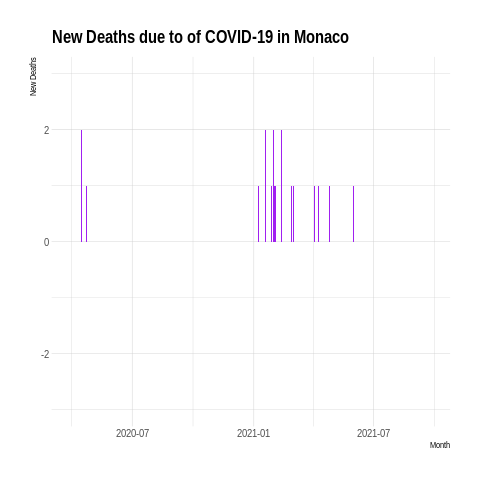 New Deaths due to of COVID-19 in Monaco
New Deaths
2
0
-2
2020-07
2021-01
2021-07
Month